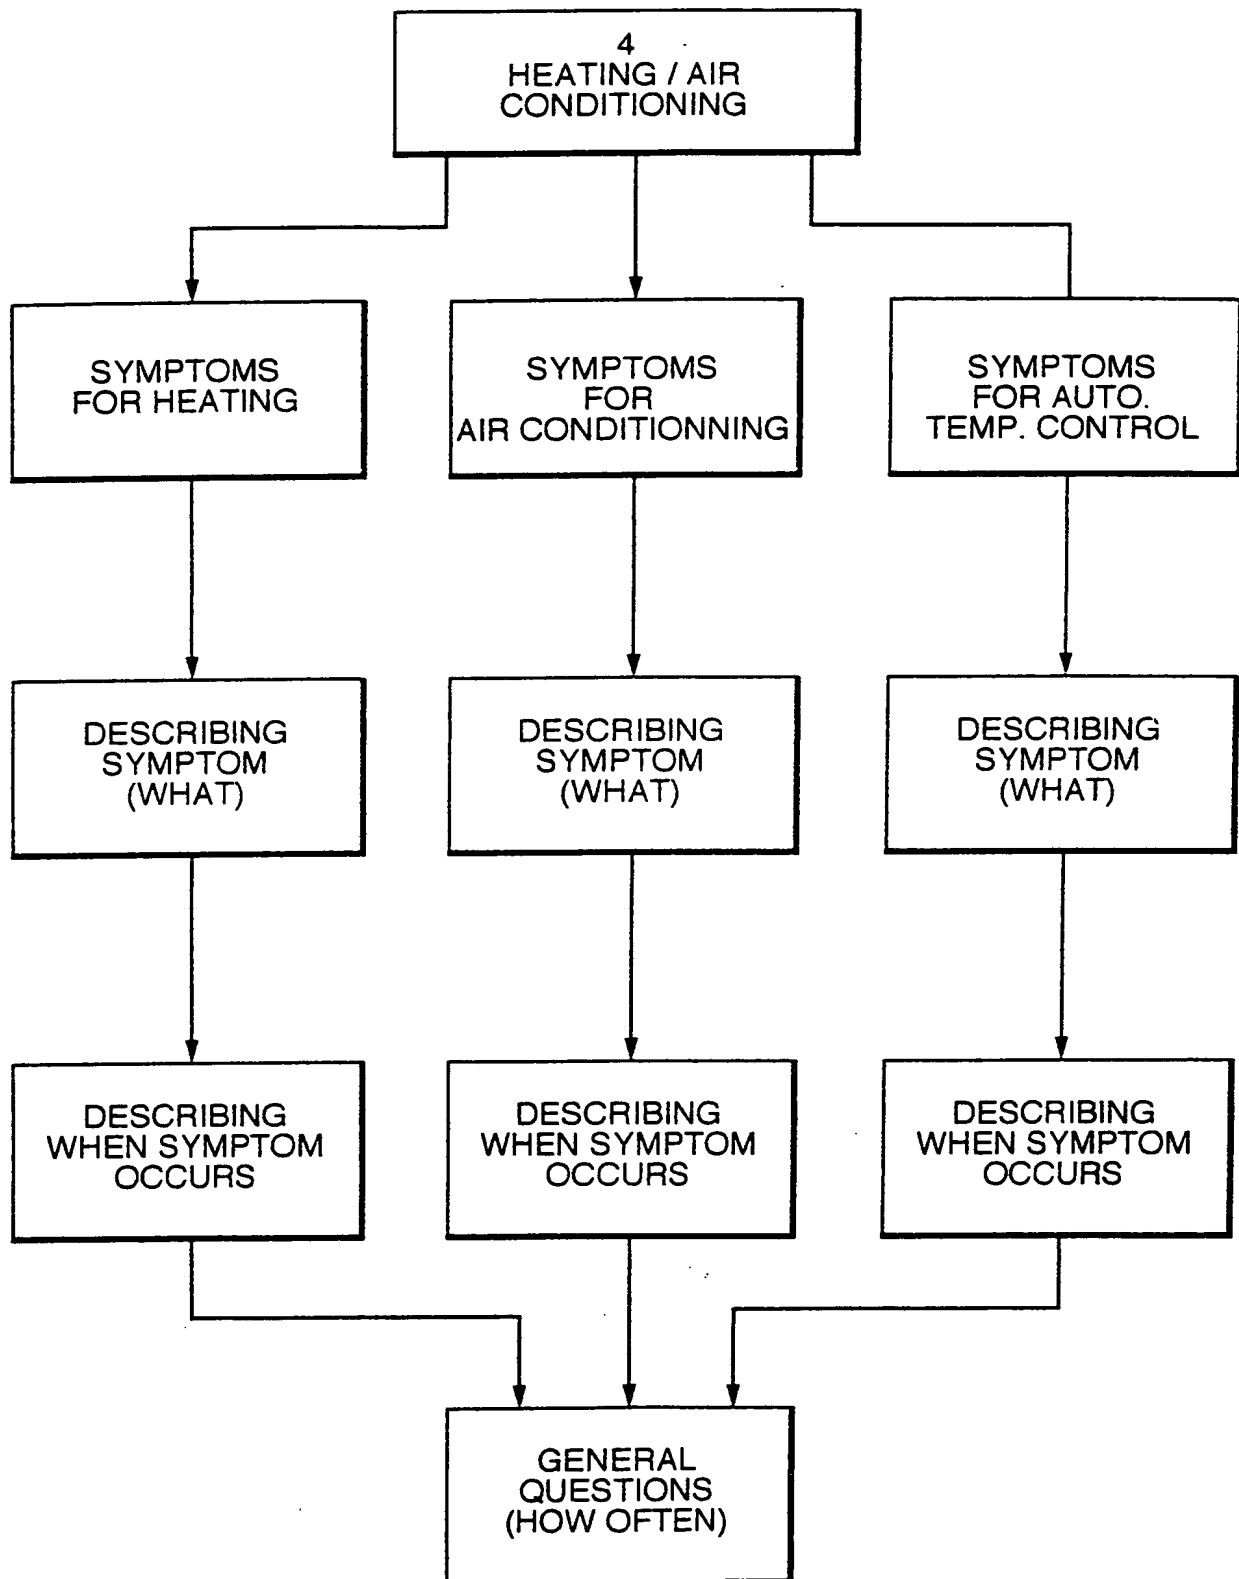 4
HEATING / AIR
CONDITIONING
SYMPTOMS
FOR HEATING
SYMPTOMS
FOR
AIR CONDITIONNING
SYMPTOMS
FOR AUTO.
TEMP. CONTROL
DESCRIBING
SYMPTOM
(WHAT)
DESCRIBING
SYMPTOM
(WHAT)
DESCRIBING
SYMPTOM
(WHAT)
DESCRIBING
WHEN SYMPTOM
OCCURS
DESCRIBING
WHEN SYMPTOM
OCCURS
DESCRIBING
WHEN SYMPTOM
OCCURS
GENERAL
QUESTIONS
(HOW OFTEN)